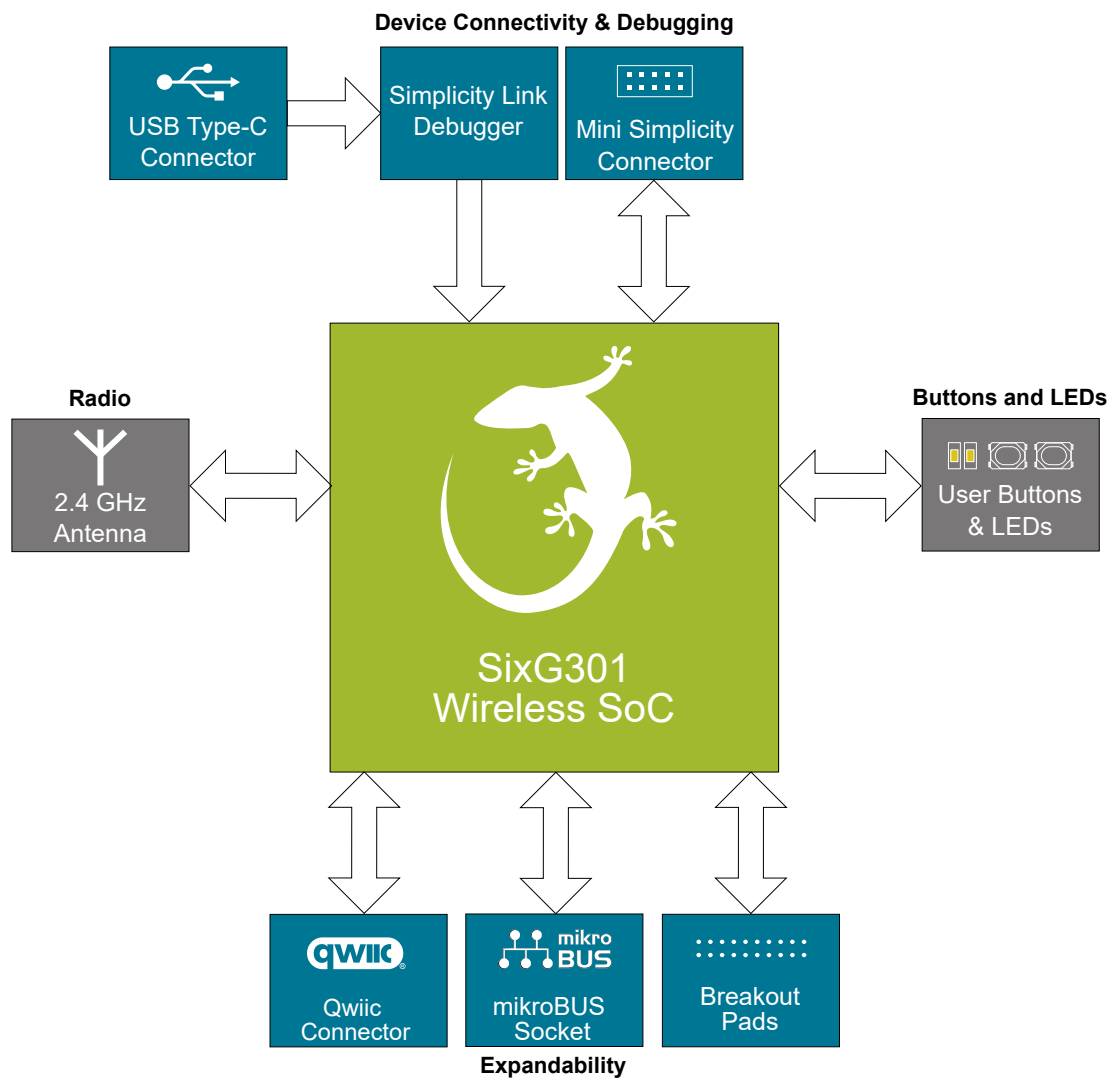 Device Connectivity & Debugging
USB Type-C
Connector
Simplicity Link
Debugger
Mini Simplicity
Connector
Radio
2.4 GHz
Antenna
Buttons and LEDs
User Buttons
& LEDs
SixG301
Wireless SoC
qwiic®
Qwiic
Connector
mikro
BUS
mikroBUS
Socket
Breakout
Pads
Expandability